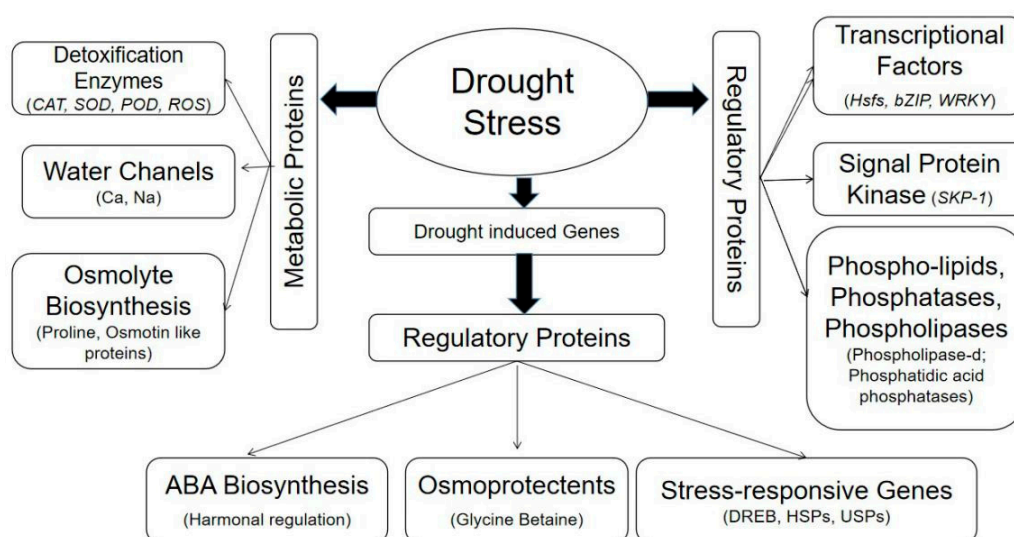 Detoxification
Enzymes
(CAT, SOD, POD, ROS)
Water Chanels
(Ca, Na)
Osmolyte
Biosynthesis
(Proline, Osmotin like
proteins)
Metabolic Proteins
Drought
Stress
Drought induced Genes
Regulatory Proteins
Regulatory Proteins
Transcriptional
Factors
(Hsfs, bZIP, WRKY)
Signal Protein
Kinase (SKP-1)
Phospho-lipids,
Phosphatases,
Phospholipases
(Phospholipase-d;
Phosphatidic acid
phosphatases)
ABA Biosynthesis
(Harmonal regulation)
Osmoprotectents
(Glycine Betaine)
Stress-responsive Genes
(DREB, HSPs, USPs)